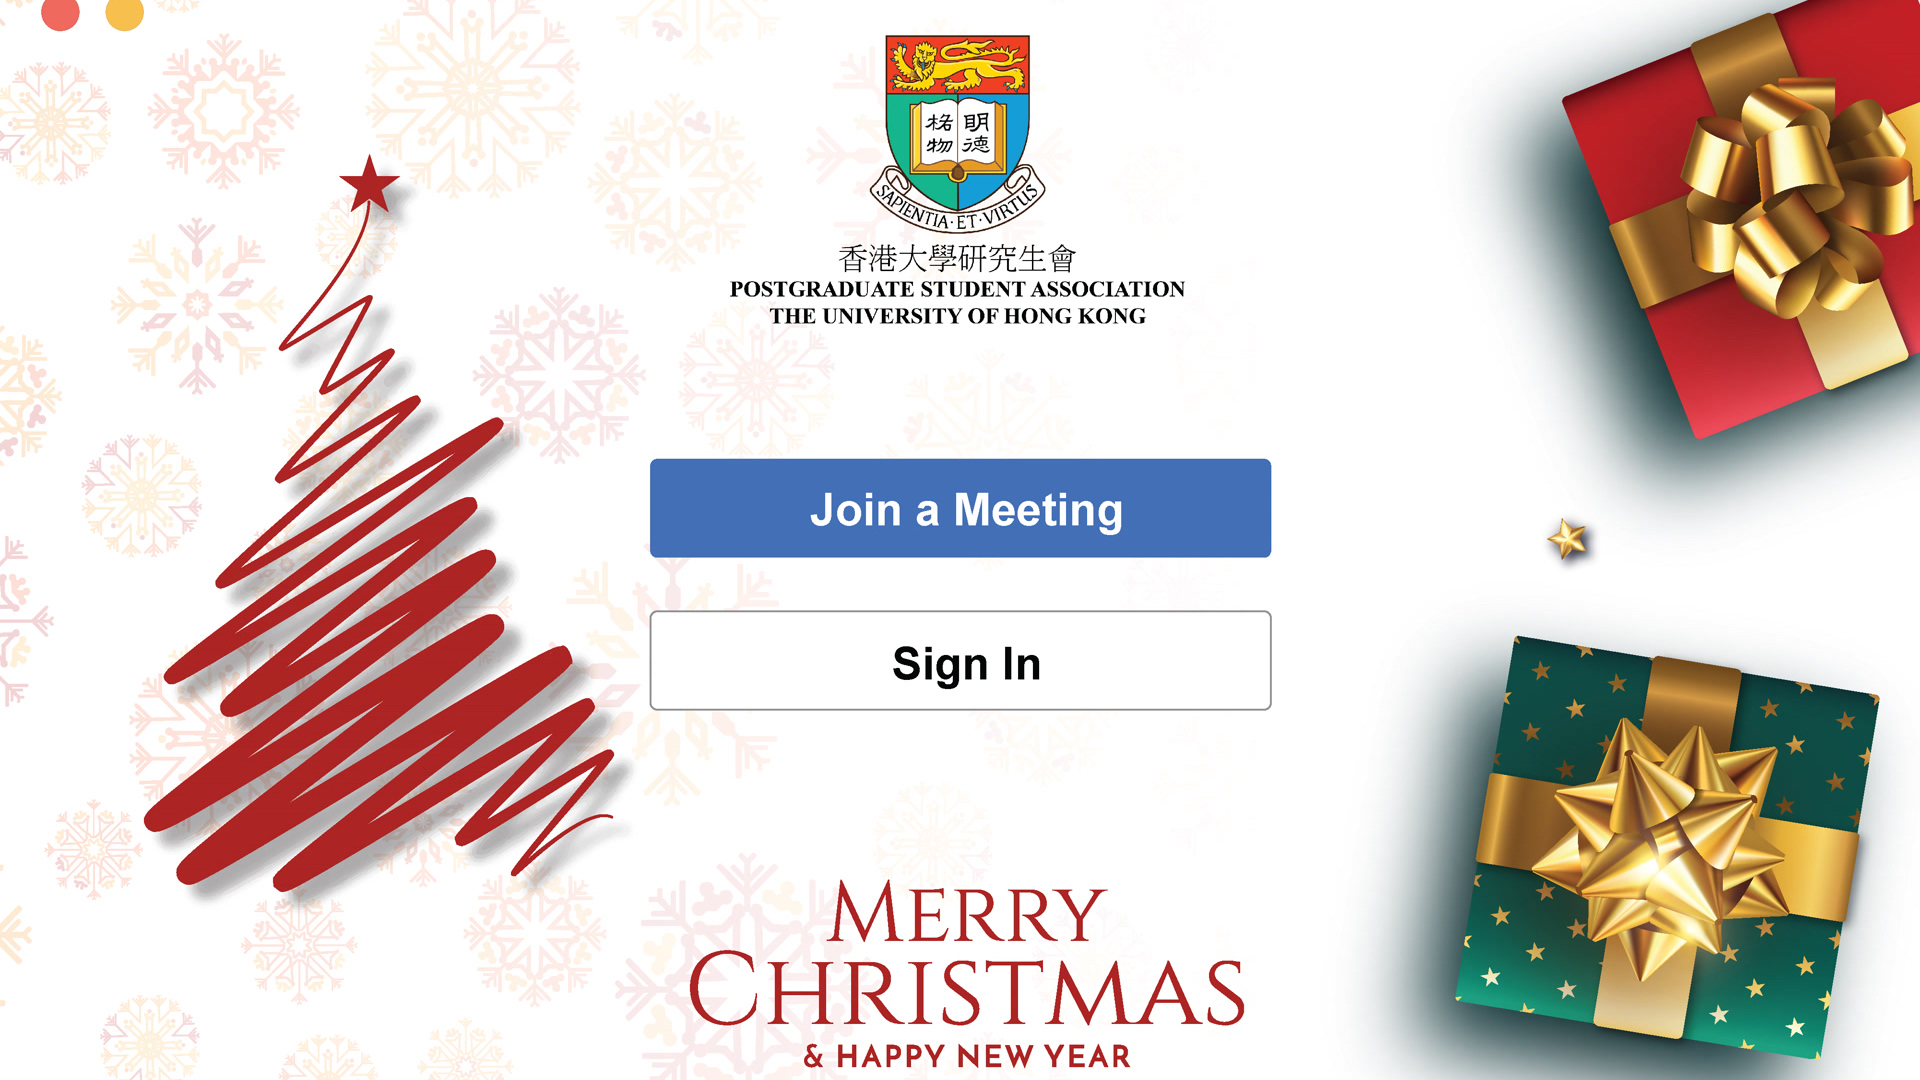 格 明
物 德
SAPIENTIA·ET·VIRTUS
香港大學研究生會
POSTGRADUATE STUDENT ASSOCIATION
THE UNIVERSITY OF HONG KONG
Join a Meeting
Sign In
MERRY
CHRISTMAS
& HAPPY NEW YEAR